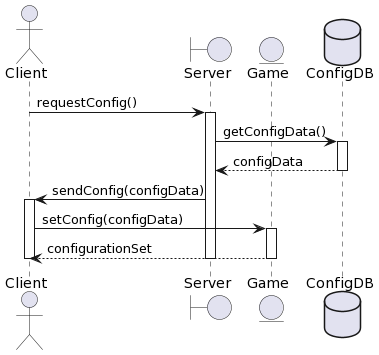 Client Server Game ConfigDB
requestConfig()
getConfigData()
configData
sendConfig(configData)
setConfig(configData)
configurationSet
Client Server Game ConfigDB